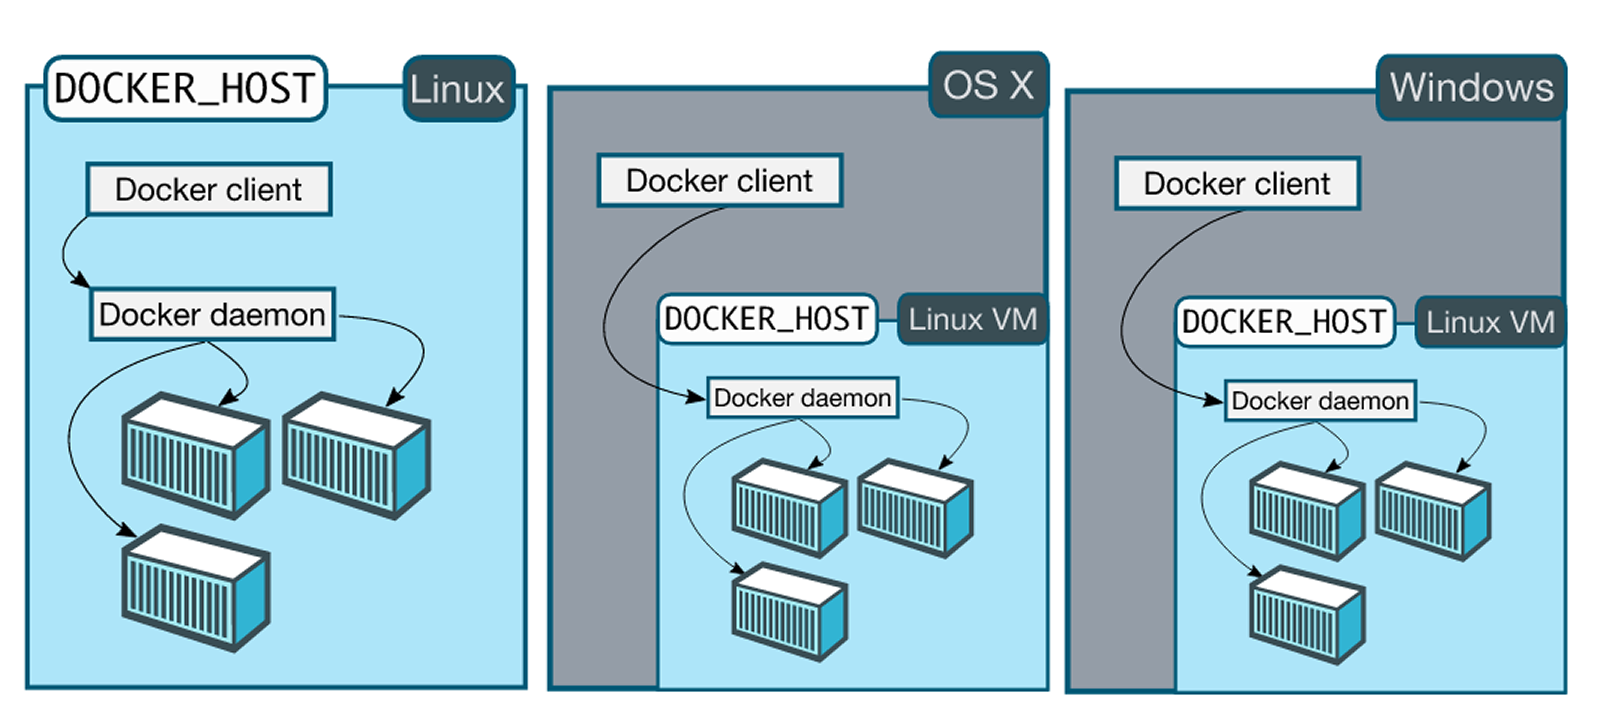 DOCKER_HOST
Linux
Docker client
Docker daemon
OS X
Docker client
DOCKER_HOST
Linux VM
Docker daemon
Windows
Docker client
DOCKER_HOST
Linux VM
Docker daemon